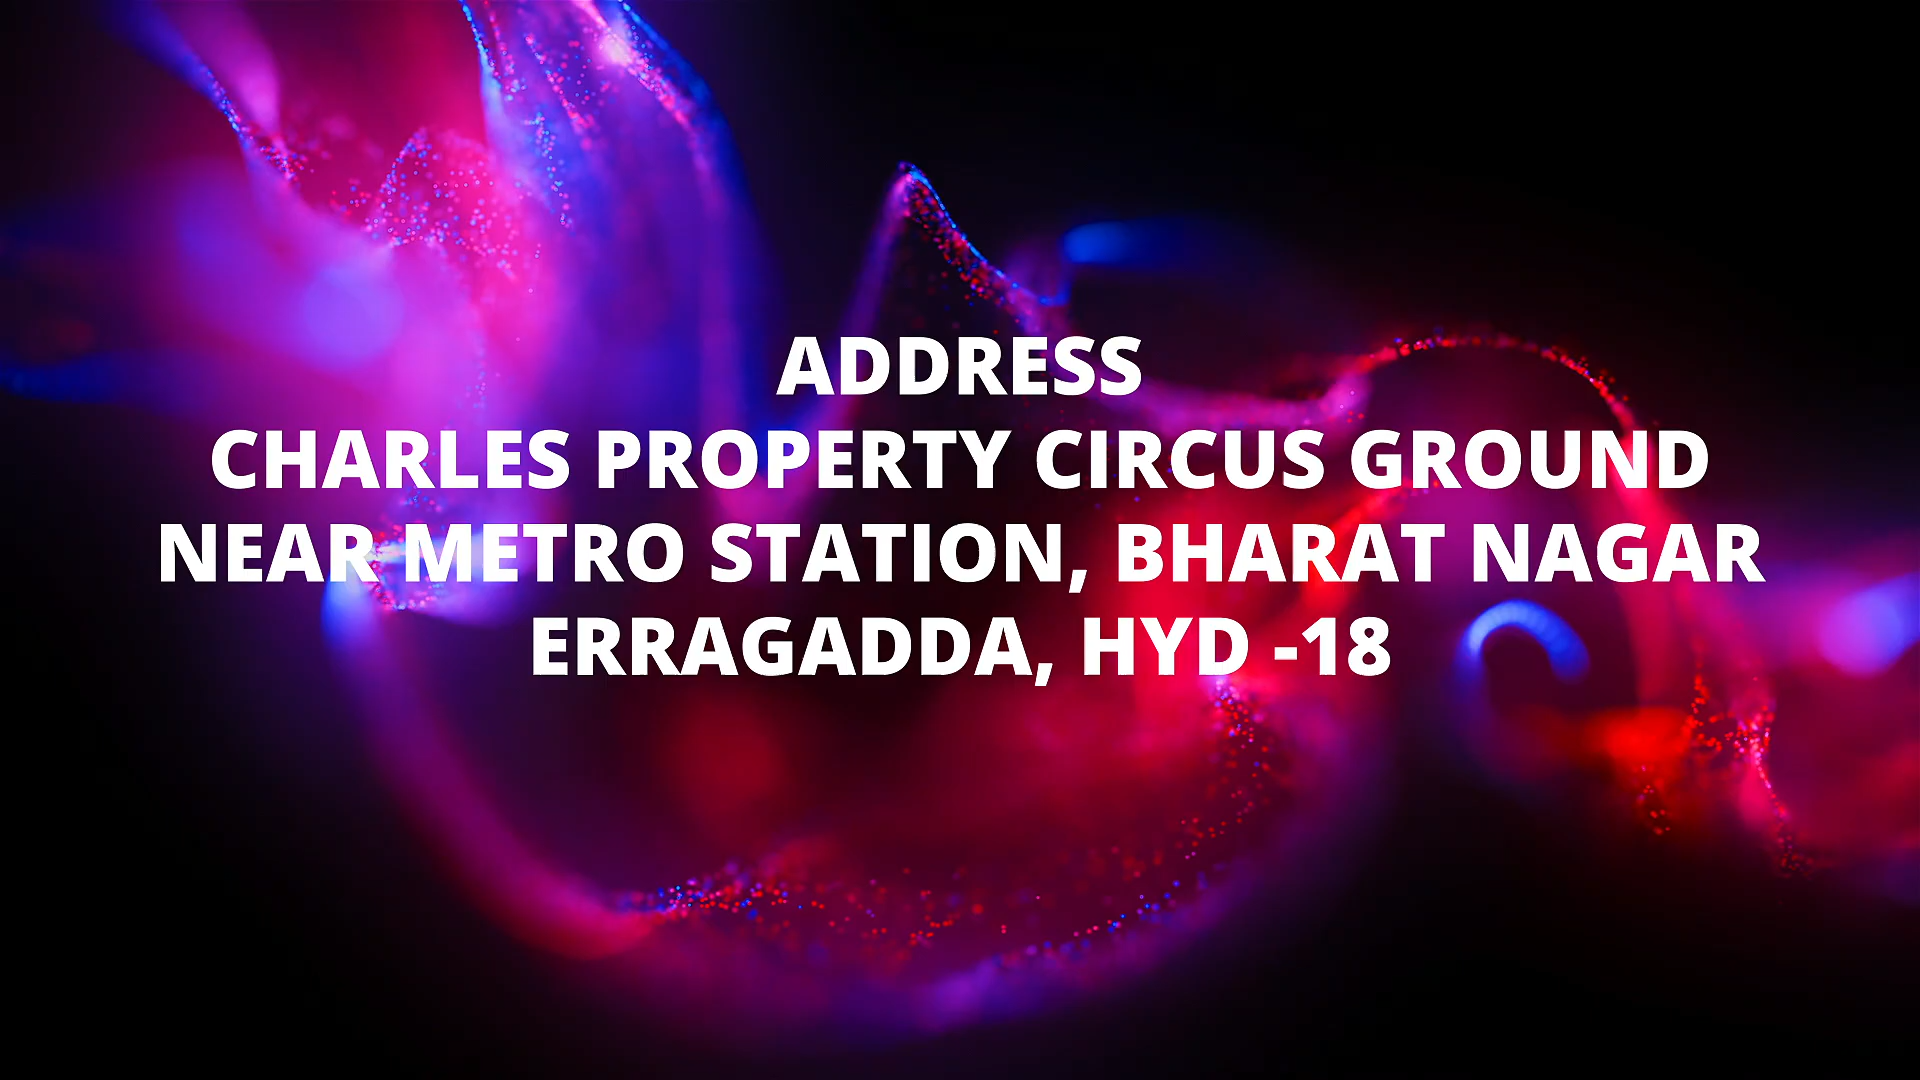 ADDRESS
CHARLES PROPERTY CIRCUS GROUND
NEAR METRO STATION, BHARAT NAGAR
ERRAGADDA, HYD -18